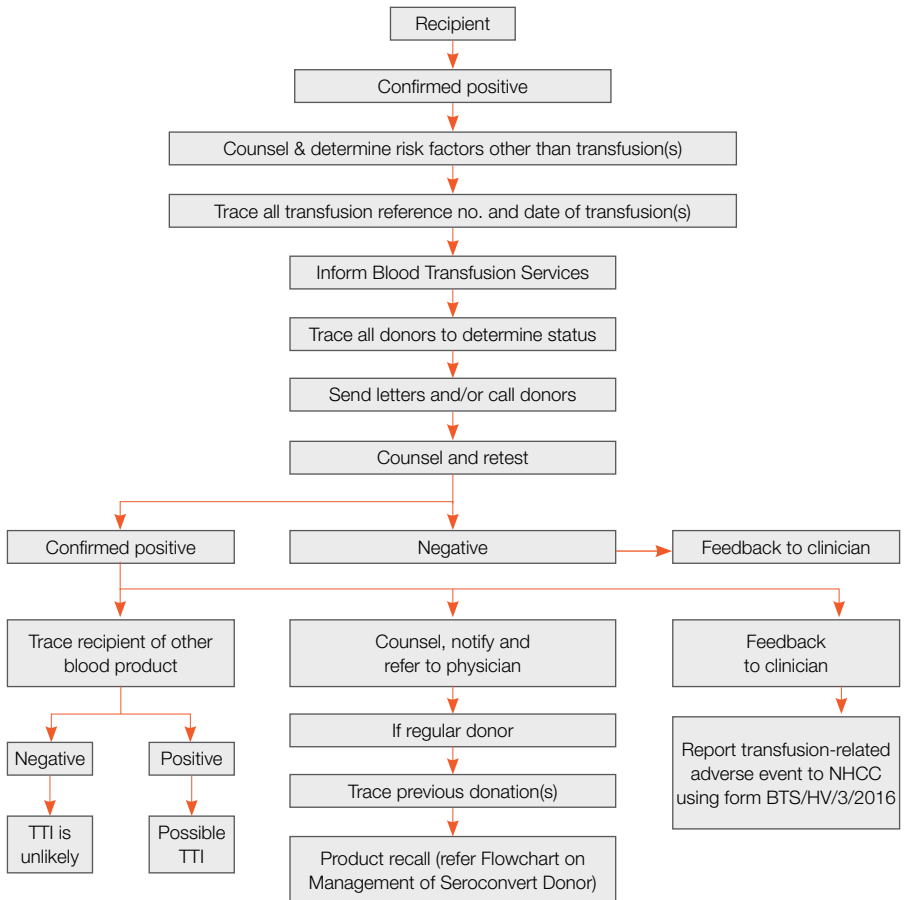 Recipient
Confirmed positive
Counsel & determine risk factors other than transfusion(s)
Trace all transfusion reference no. and date of transfusion(s)
Inform Blood Transfusion Services
Trace all donors to determine status
Send letters and/or call donors
Counsel and retest
Confirmed positive
Negative
Feedback to clinician
Trace recipient of other
blood product
Counsel, notify and
refer to physician
Feedback
to clinician
Negative
Positive
If regular donor
Report transfusion-related
adverse event to NHCC
using form BTS/HV/3/2016
Trace previous donation(s)
TTI is
unlikely
Possible
TTI
Product recall (refer Flowchart on
Management of Seroconvert Donor)